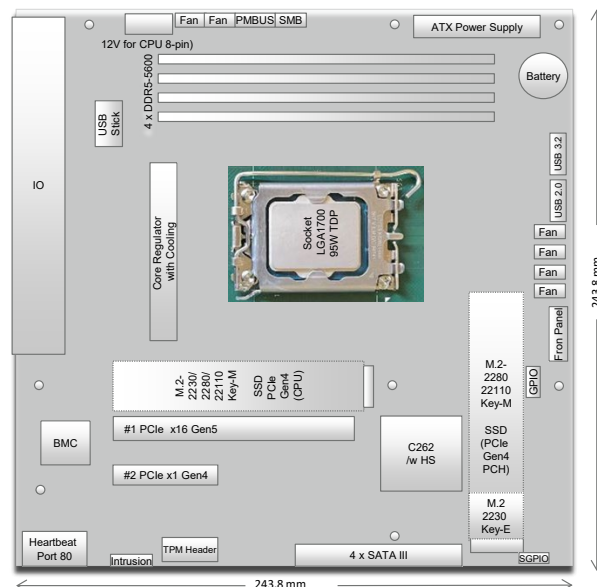 Fan
Fan
PMBUS
SMB
ATX Power Supply
12V for CPU 8-pin)
4 x DDR5-5600
Battery
USB
Stick
USB 3.2
IO
USB 2.0
Core Regulator
with Cooling
Socket
LGA1700
95W TDP
Fan
Fan
Fan
Fan
243.8 mm
Fron Panel
M.2-
2230/
2280/
22110
Key-M
SSD
PCIe
Gen4
(CPU)
M.2-
2280
22110
Key-M
SSD
(PCIe
Gen4
PCH)
GPIO
#1 PCIe x16 Gen5
BMC
C262
/w HS
#2 PCIe x1 Gen4
M.2
2230
Key-E
Heartbeat
Port 80
Intrusion
TPM Header
4 x SATA III
SGPIO
243.8 mm